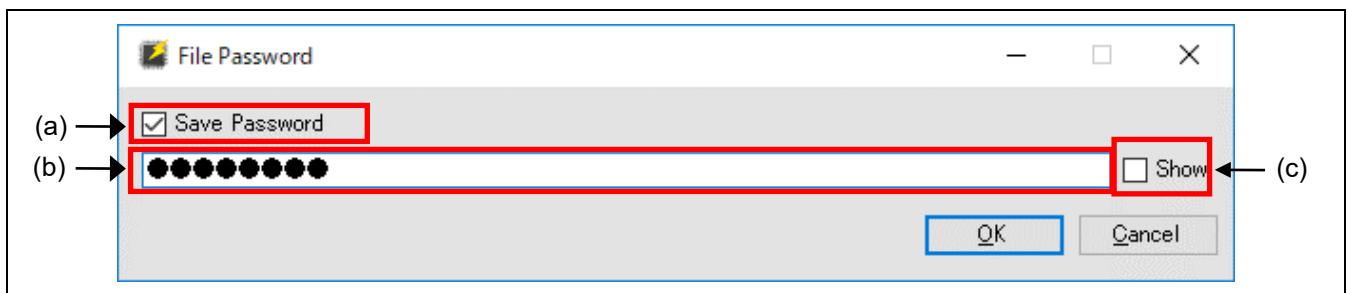 File Password
(a) Save Password
(b) ●●●●●●●● Show (c)
OK Cancel